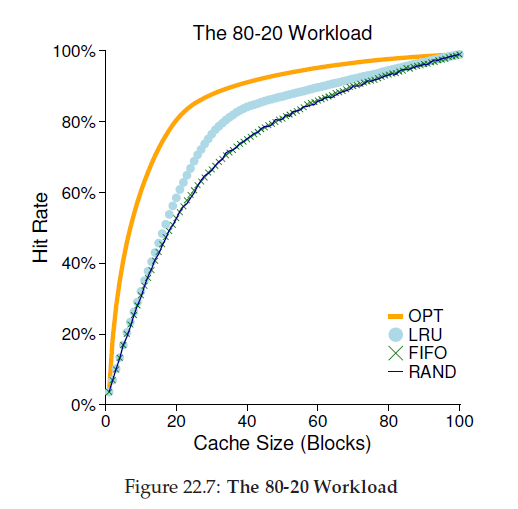 The 80-20 Workload
100%
80%
60%
40%
20%
0%
Hit Rate
OPT
LRU
FIFO
RAND
0 20 40 60 80 100
Cache Size (Blocks)
Figure 22.7: The 80-20 Workload